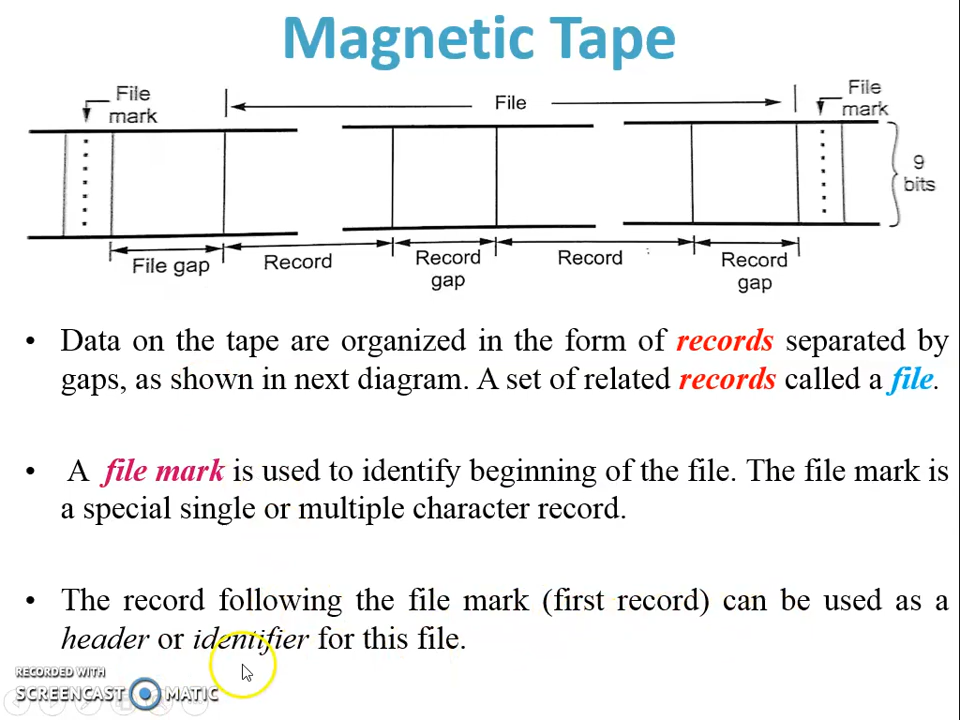 Magnetic Tape
File
mark
File
File
mark
9
bits
File gap
Record
Record
gap
Record
Record
gap
• Data on the tape are organized in the form of records separated by
gaps, as shown in next diagram. A set of related records called a file.
• A file mark is used to identify beginning of the file. The file mark is
a special single or multiple character record.
• The record following the file mark (first record) can be used as a
header or identifier for this file.
RECORDED WITH
SCREENCAST MATIC